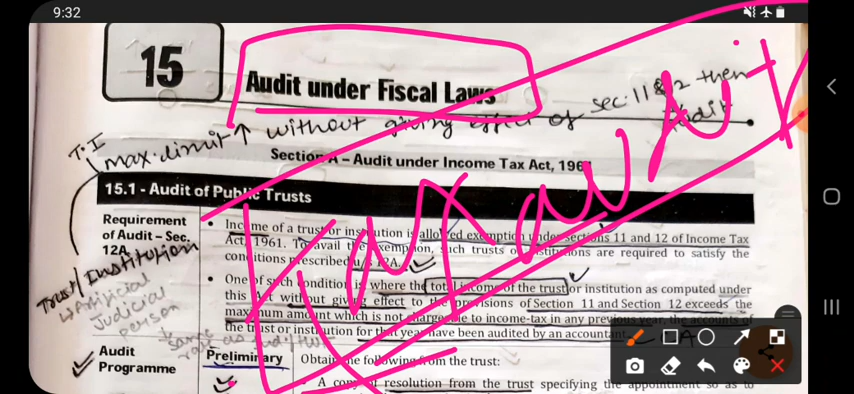 9:32
15
Audit under Fiscal Laws
max. limit ↑ without giving effect of sec. 11 & 12 then
Audit
T.I
Section A – Audit under Income Tax Act, 1961
15.1 - Audit of Public Trusts
Requirement
of Audit – Sec.
12A
Trust/Institution
↳ Artificial
Judicial
person
• Income of a trust or institution is allowed exemption under sections 11 and 12 of Income Tax
Act, 1961. To avail the exemption, such trusts or institutions are required to satisfy the
conditions prescribed u/s 12A.
• One of such condition is where the total income of the trust or institution as computed under
this Act without giving effect to the provisions of Section 11 and Section 12 exceeds the
maximum amount which is not chargeable to income-tax in any previous year, the accounts of
the trust or institution for that year have been audited by an accountant.
Audit
Programme
Preliminary
Obtain the following from the trust:
• A copy of resolution from the trust specifying the appointment so as to